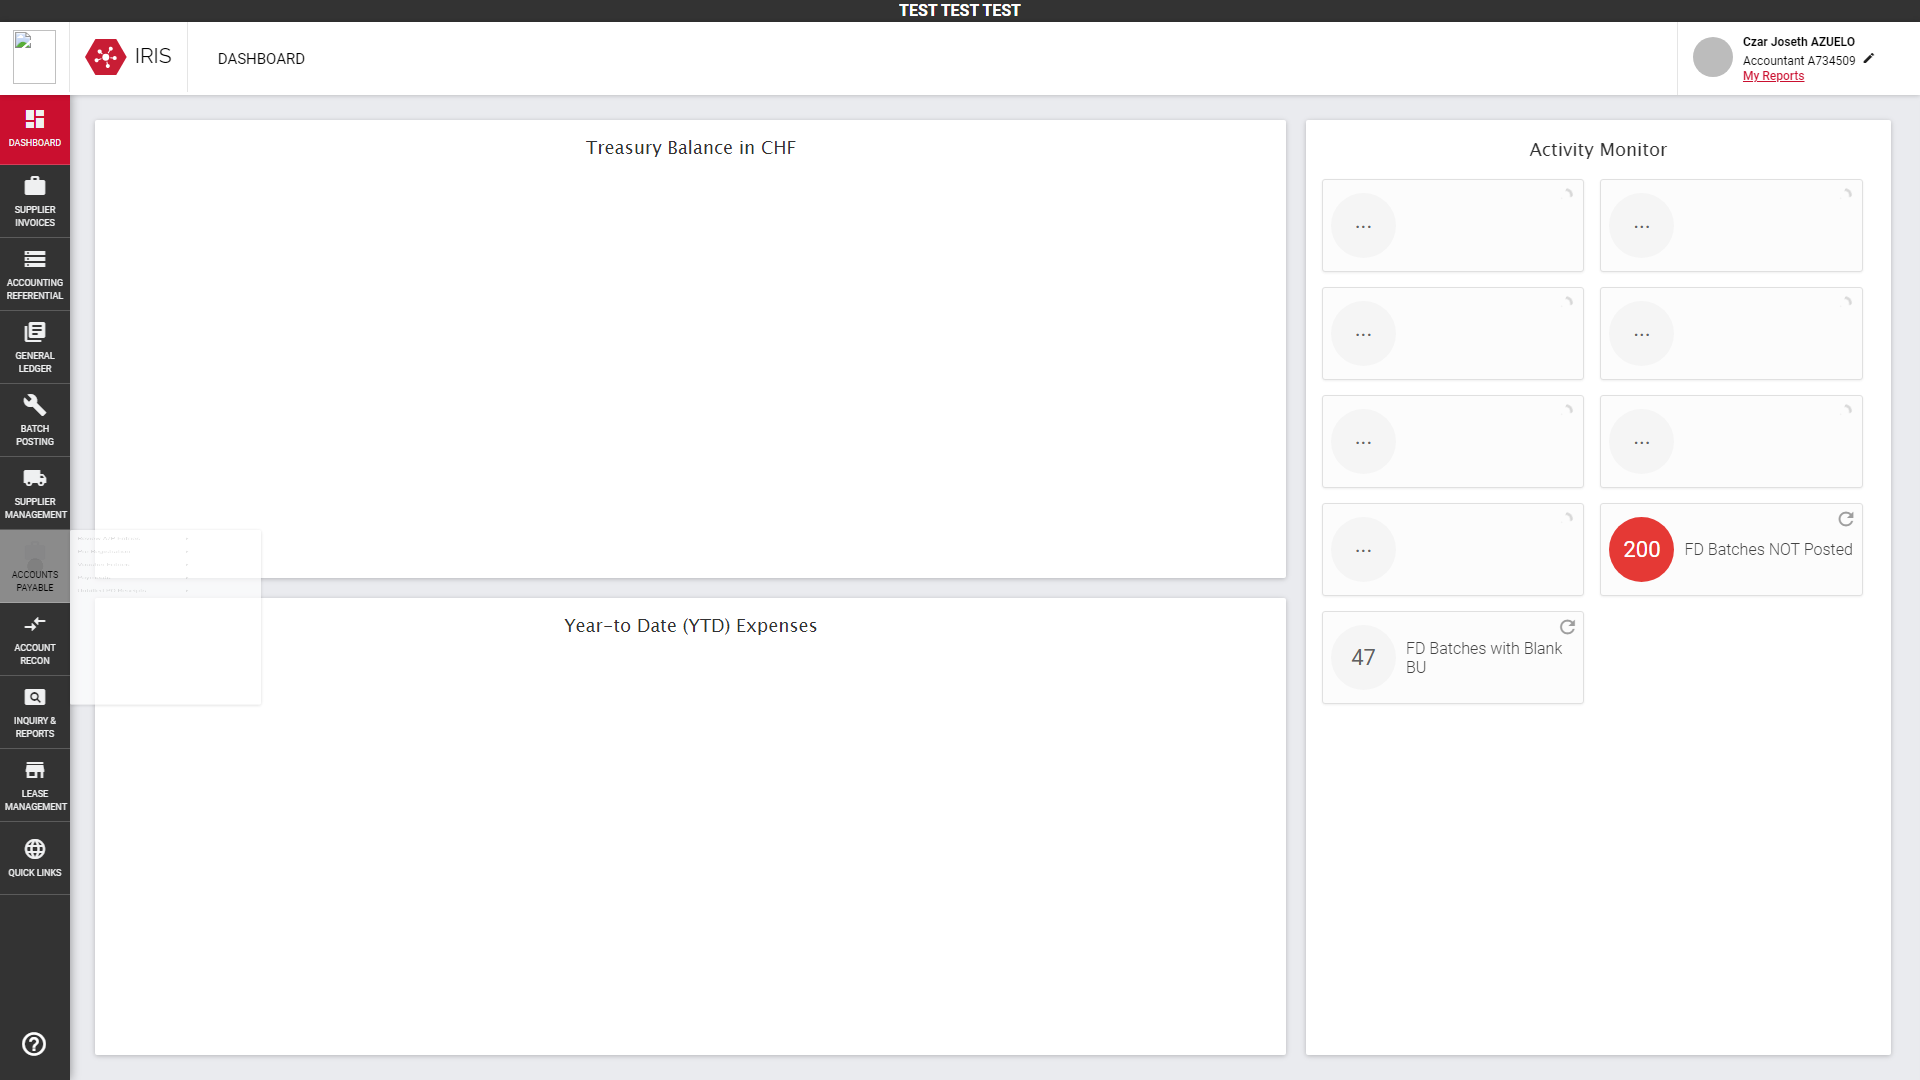 TEST TEST TEST
IRIS
DASHBOARD
Czar Joseth AZUELO
Accountant A734509
My Reports
DASHBOARD
SUPPLIER
INVOICES
ACCOUNTING
REFERENTIAL
GENERAL
LEDGER
BATCH
POSTING
SUPPLIER
MANAGEMENT
ACCOUNTS
PAYABLE
ACCOUNT
RECON
INQUIRY &
REPORTS
LEASE
MANAGEMENT
QUICK LINKS
Treasury Balance in CHF
Year-to Date (YTD) Expenses
Activity Monitor
...
...
...
...
...
...
...
200 FD Batches NOT Posted
47 FD Batches with Blank
BU